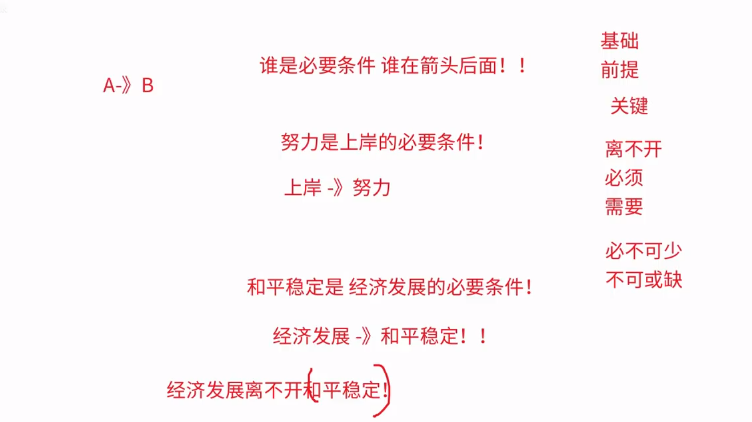 谁是必要条件 谁在箭头后面！！
A-》B
努力是上岸的必要条件！
上岸 -》努力
和平稳定是 经济发展的必要条件！
经济发展 -》和平稳定！！
经济发展离不开和平稳定！
基础
前提
关键
离不开
必须
需要
必不可少
不可或缺